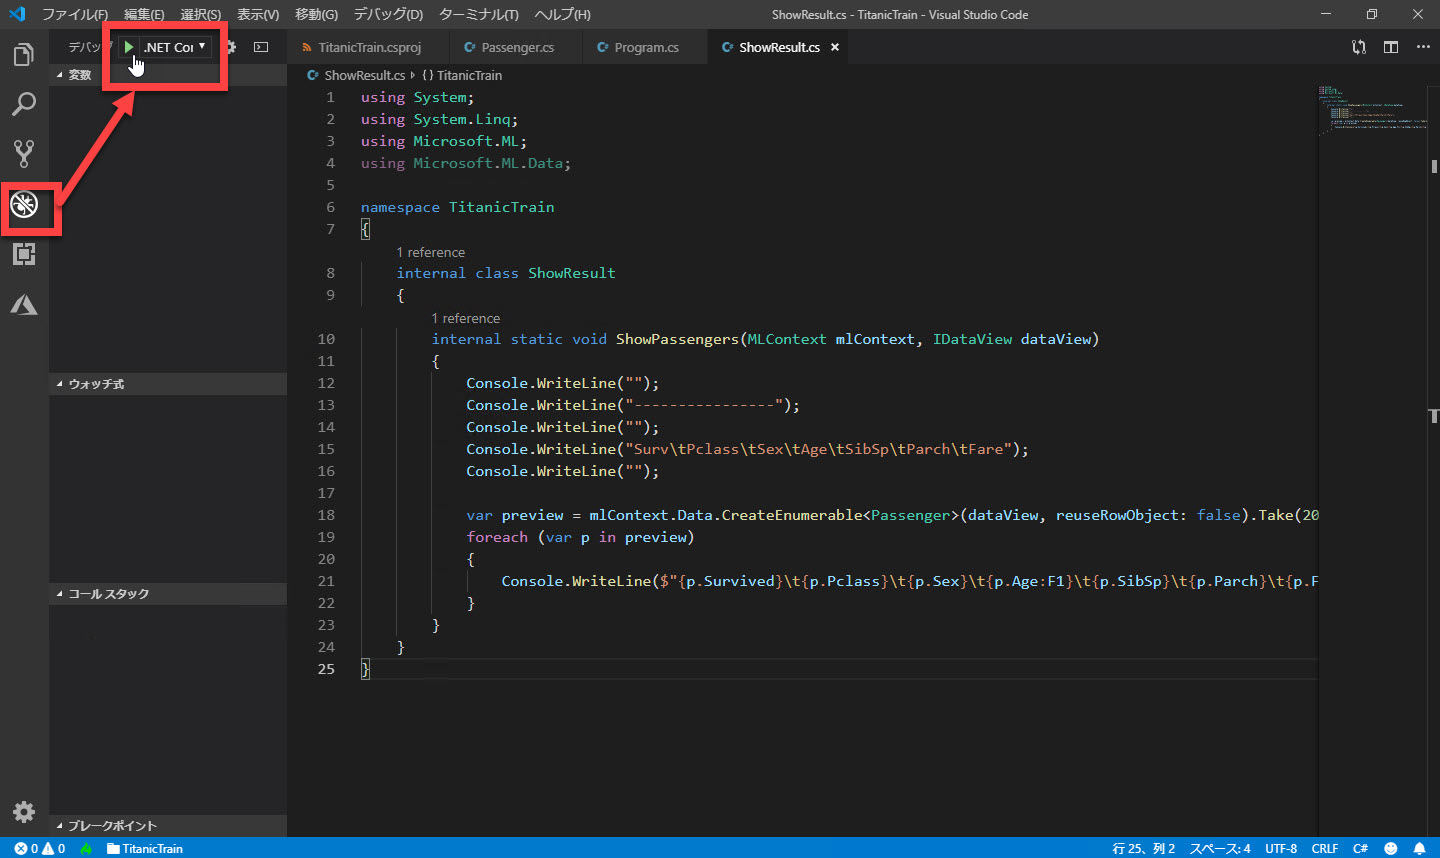 ファイル(F) 編集(E) 選択(S) 表示(V) 移動(G) デバッグ(D) ターミナル(T) ヘルプ(H) ShowResult.cs - TitanicTrain - Visual Studio Code
デバッグ .NET Cor
TitanicTrain.csproj Passenger.cs Program.cs ShowResult.cs
変数
ウォッチ式
コール スタック
ブレークポイント
ShowResult.cs {} TitanicTrain
1 using System;
2 using System.Linq;
3 using Microsoft.ML;
4 using Microsoft.ML.Data;
5
6 namespace TitanicTrain
7 {
1 reference
8 internal class ShowResult
9 {
1 reference
10 internal static void ShowPassengers(MLContext mlContext, IDataView dataView)
11 {
12 Console.WriteLine("");
13 Console.WriteLine("----------------");
14 Console.WriteLine("");
15 Console.WriteLine("Surv\tPclass\tSex\tAge\tSibSp\tParch\tFare");
16 Console.WriteLine("");
17
18 var preview = mlContext.Data.CreateEnumerable<Passenger>(dataView, reuseRowObject: false).Take(20
19 foreach (var p in preview)
20 {
21 Console.WriteLine($"{p.Survived}\t{p.Pclass}\t{p.Sex}\t{p.Age:F1}\t{p.SibSp}\t{p.Parch}\t{p.F
22 }
23 }
24 }
25 }
0 0 TitanicTrain 行 25、列 2 スペース: 4 UTF-8 CRLF C#